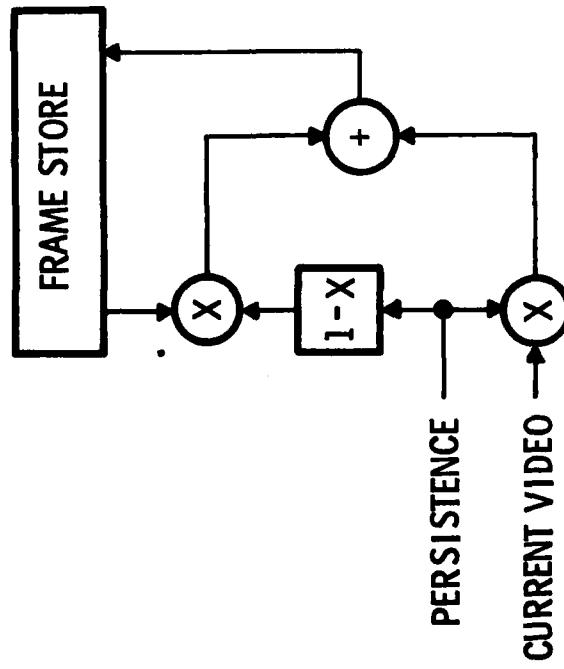 FRAME STORE
X
+
1-X
PERSISTENCE
X
CURRENT VIDEO